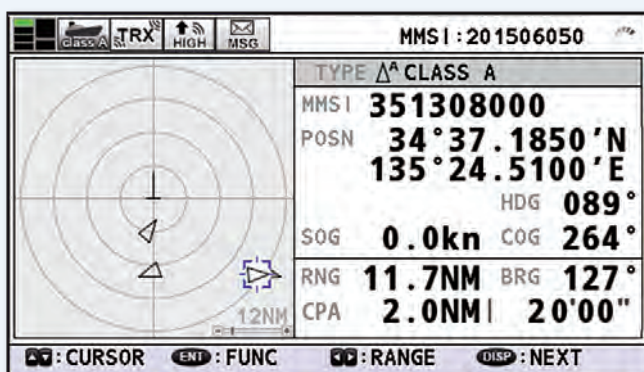 class A TRX HIGH MSG MMSI:201506050
TYPE A CLASS A
MMSI 351308000
POSN 34°37.1850'N
135°24.5100'E
HDG 089°
SOG 0.0kn COG 264°
RNG 11.7NM BRG 127°
12NM
CPA 2.0NM 20'00"
:CURSOR ENT:FUNC :RANGE DISP:NEXT